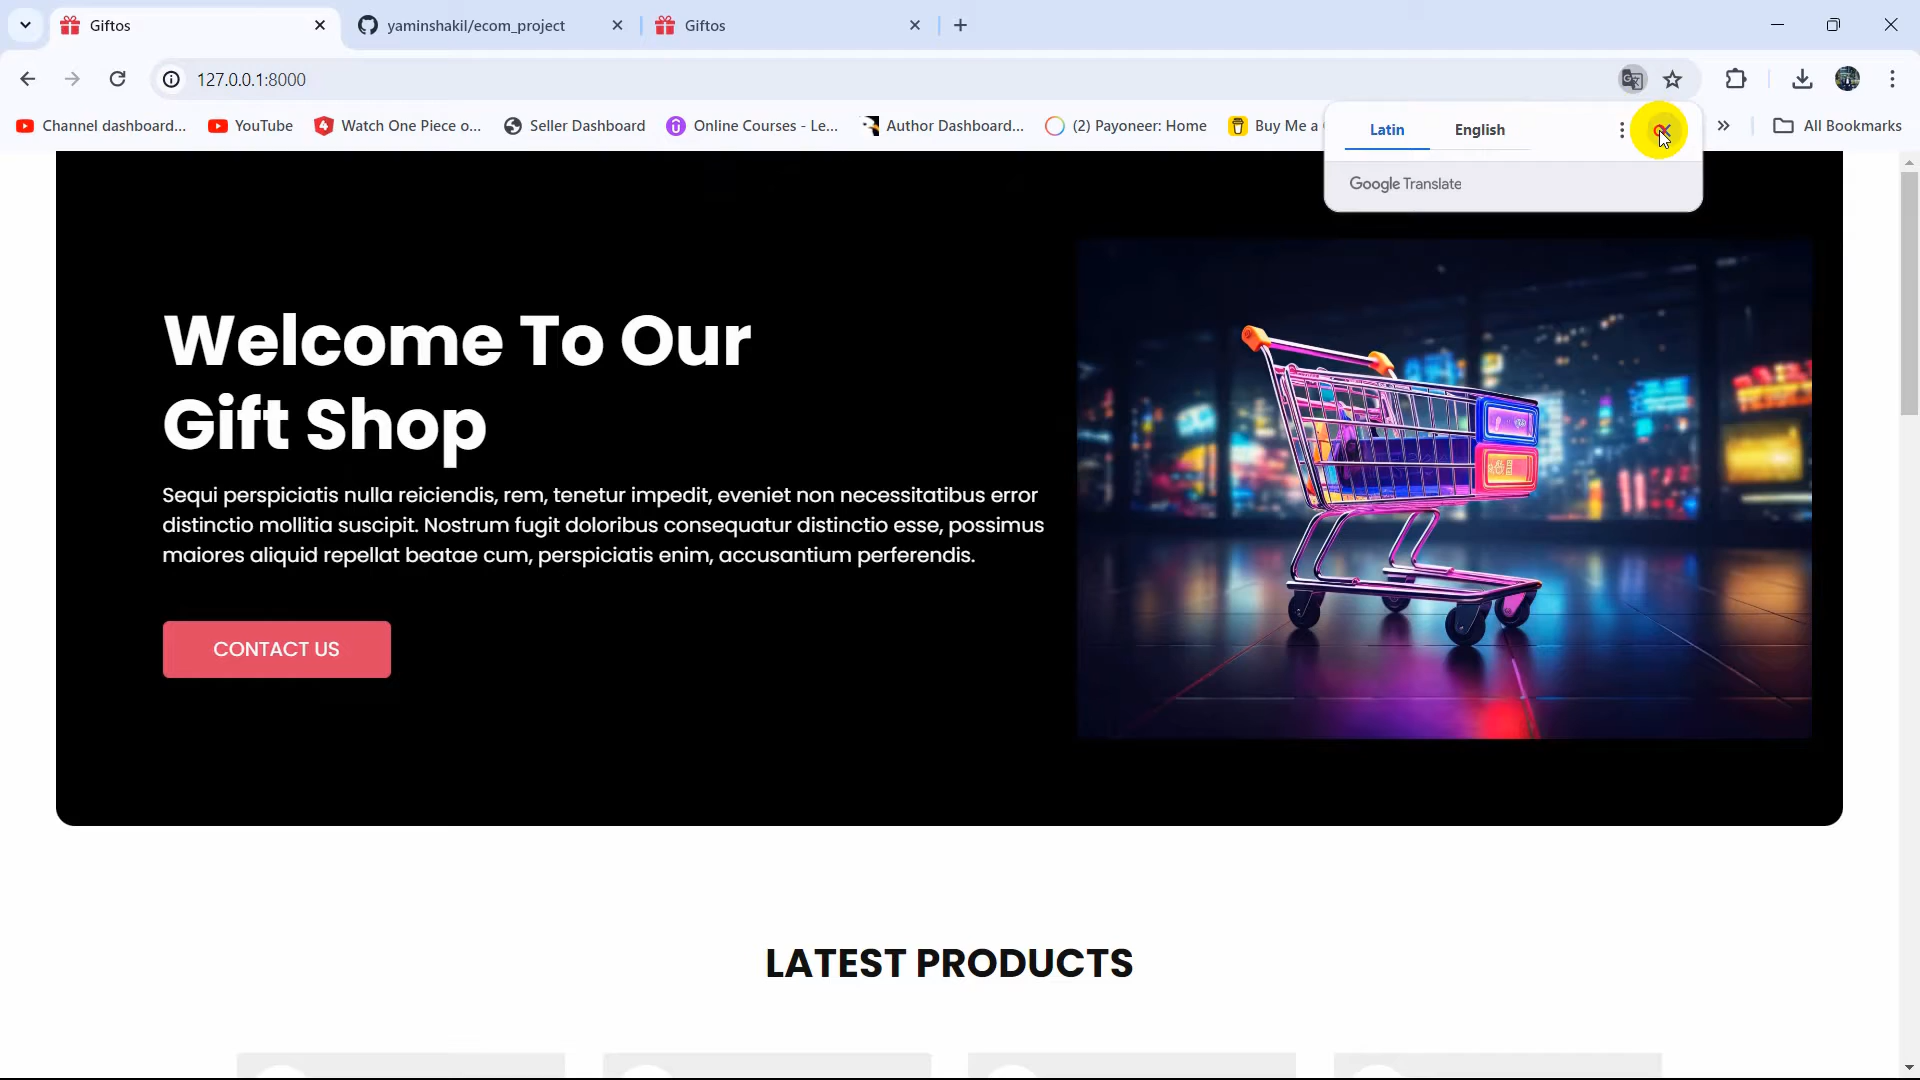 Giftos
yaminshakil/ecom_project
Giftos
127.0.0.1:8000
Channel dashboard...
YouTube
Watch One Piece o...
Seller Dashboard
Online Courses - Le...
Author Dashboard...
(2) Payoneer: Home
Buy Me a
All Bookmarks
Latin
English
Google Translate
Welcome To Our
Gift Shop
Sequi perspiciatis nulla reiciendis, rem, tenetur impedit, eveniet non necessitatibus error
distinctio mollitia suscipit. Nostrum fugit doloribus consequatur distinctio esse, possimus
maiores aliquid repellat beatae cum, perspiciatis enim, accusantium perferendis.
CONTACT US
LATEST PRODUCTS